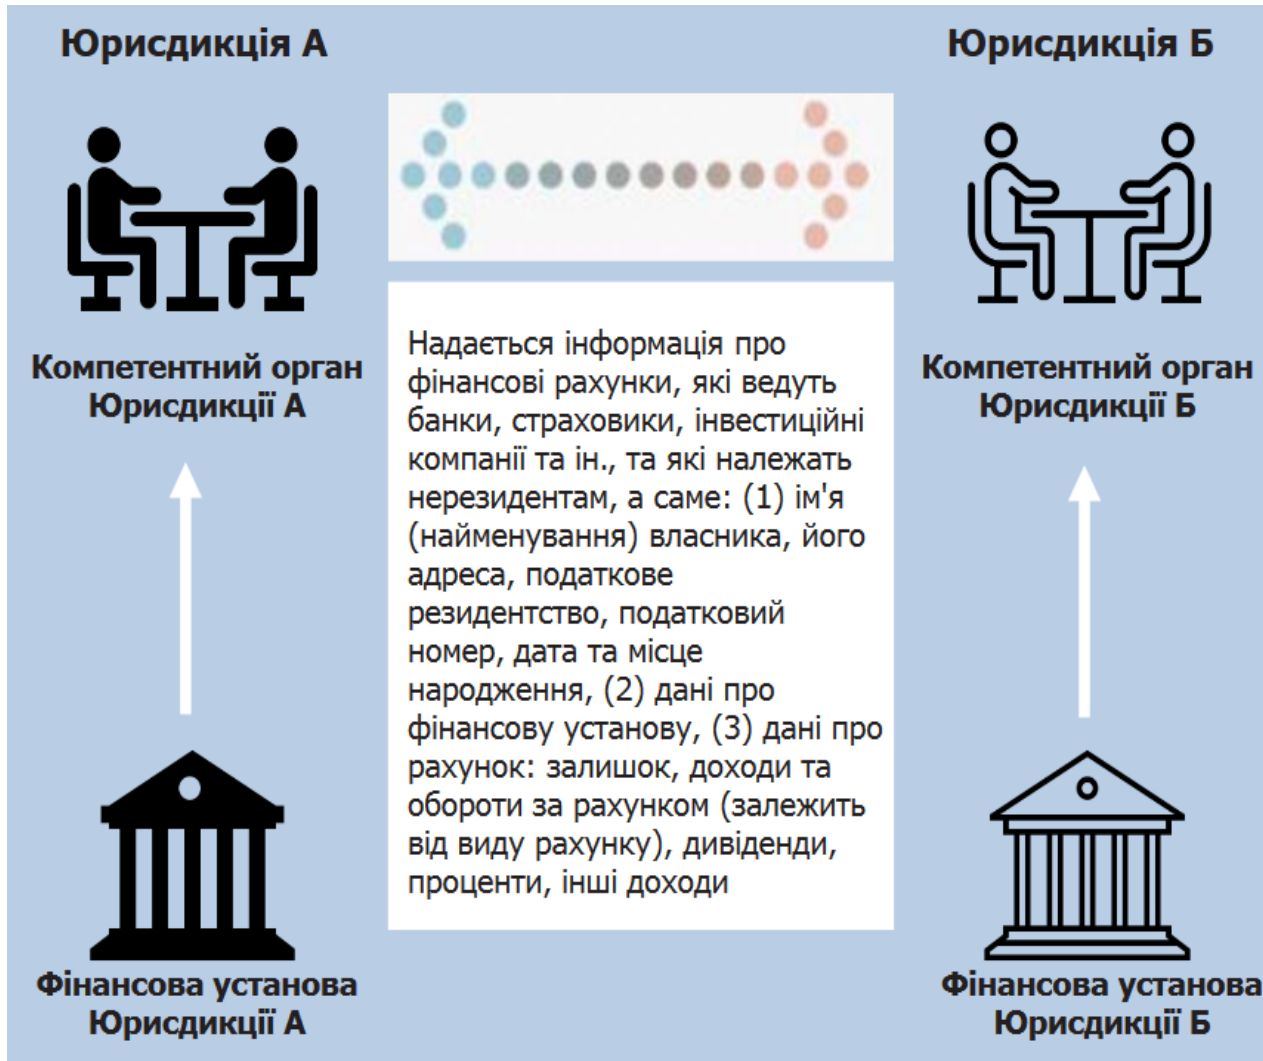 Юрисдикція А
Юрисдикція Б
Компетентний орган
Юрисдикції А
Компетентний орган
Юрисдикції Б
Надається інформація про
фінансові рахунки, які ведуть
банки, страховики, інвестиційні
компанії та ін., та які належать
нерезидентам, а саме: (1) ім'я
(найменування) власника, його
адреса, податкове
резидентство, податковий
номер, дата та місце
народження, (2) дані про
фінансову установу, (3) дані про
рахунок: залишок, доходи та
обороти за рахунком (залежить
від виду рахунку), дивіденди,
проценти, інші доходи
Фінансова установа
Юрисдикції А
Фінансова установа
Юрисдикції Б